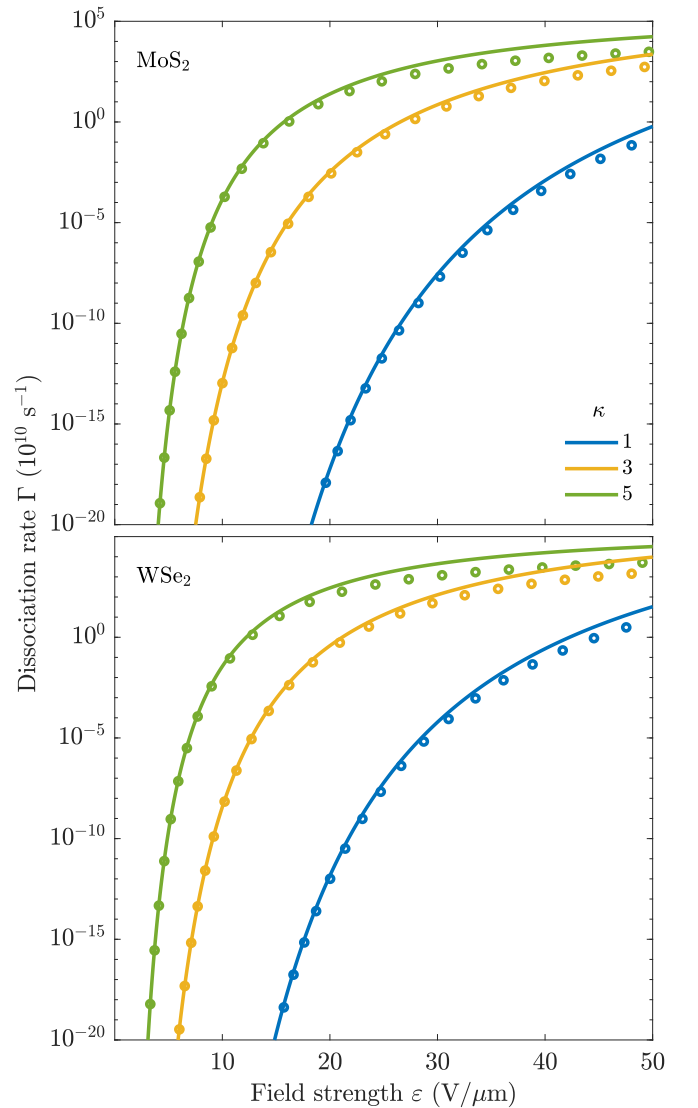 10^5
MoS_2
10^0
10^{-5}
10^{-10}
κ
1
10^{-15}
3
5
10^{-20}
WSe_2
10^0
10^{-5}
10^{-10}
10^{-15}
10^{-20}
10 20 30 40 50
Field strength ε (V/μm)
Dissociation rate Γ (10^{10} s^{-1})